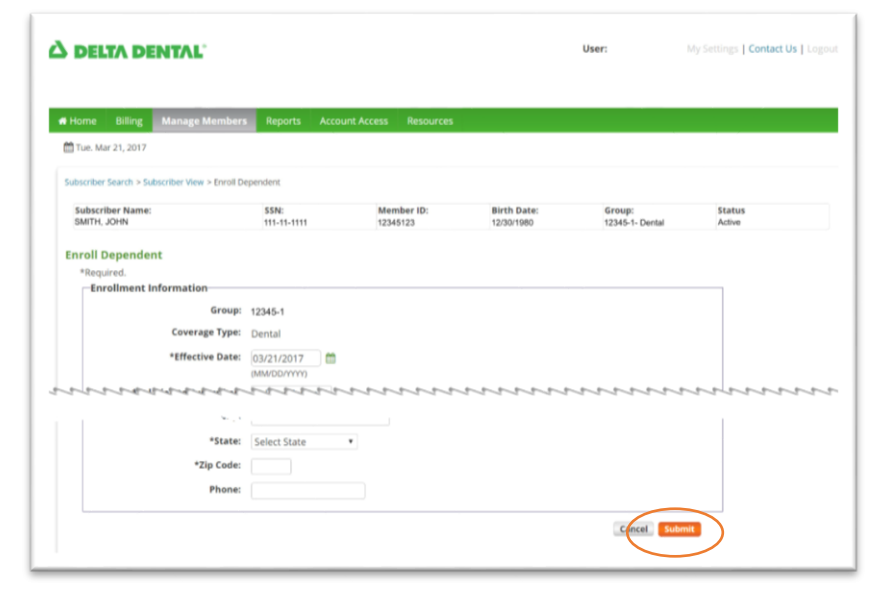 DELTA DENTAL
User: My Settings | Contact Us | Logout
Home Billing Manage Members Reports Account Access Resources
Tue. Mar 21, 2017
Subscriber Search > Subscriber View > Enroll Dependent
Subscriber Name: SSN: Member ID: Birth Date: Group: Status
SMITH, JOHN 111-11-1111 12345123 12/30/1980 12345-1- Dental Active
Enroll Dependent
*Required.
Enrollment Information
Group: 12345-1
Coverage Type: Dental
*Effective Date: 03/21/2017
(MM/DD/YYYY)
*State: Select State
*Zip Code:
Phone:
Cancel Submit